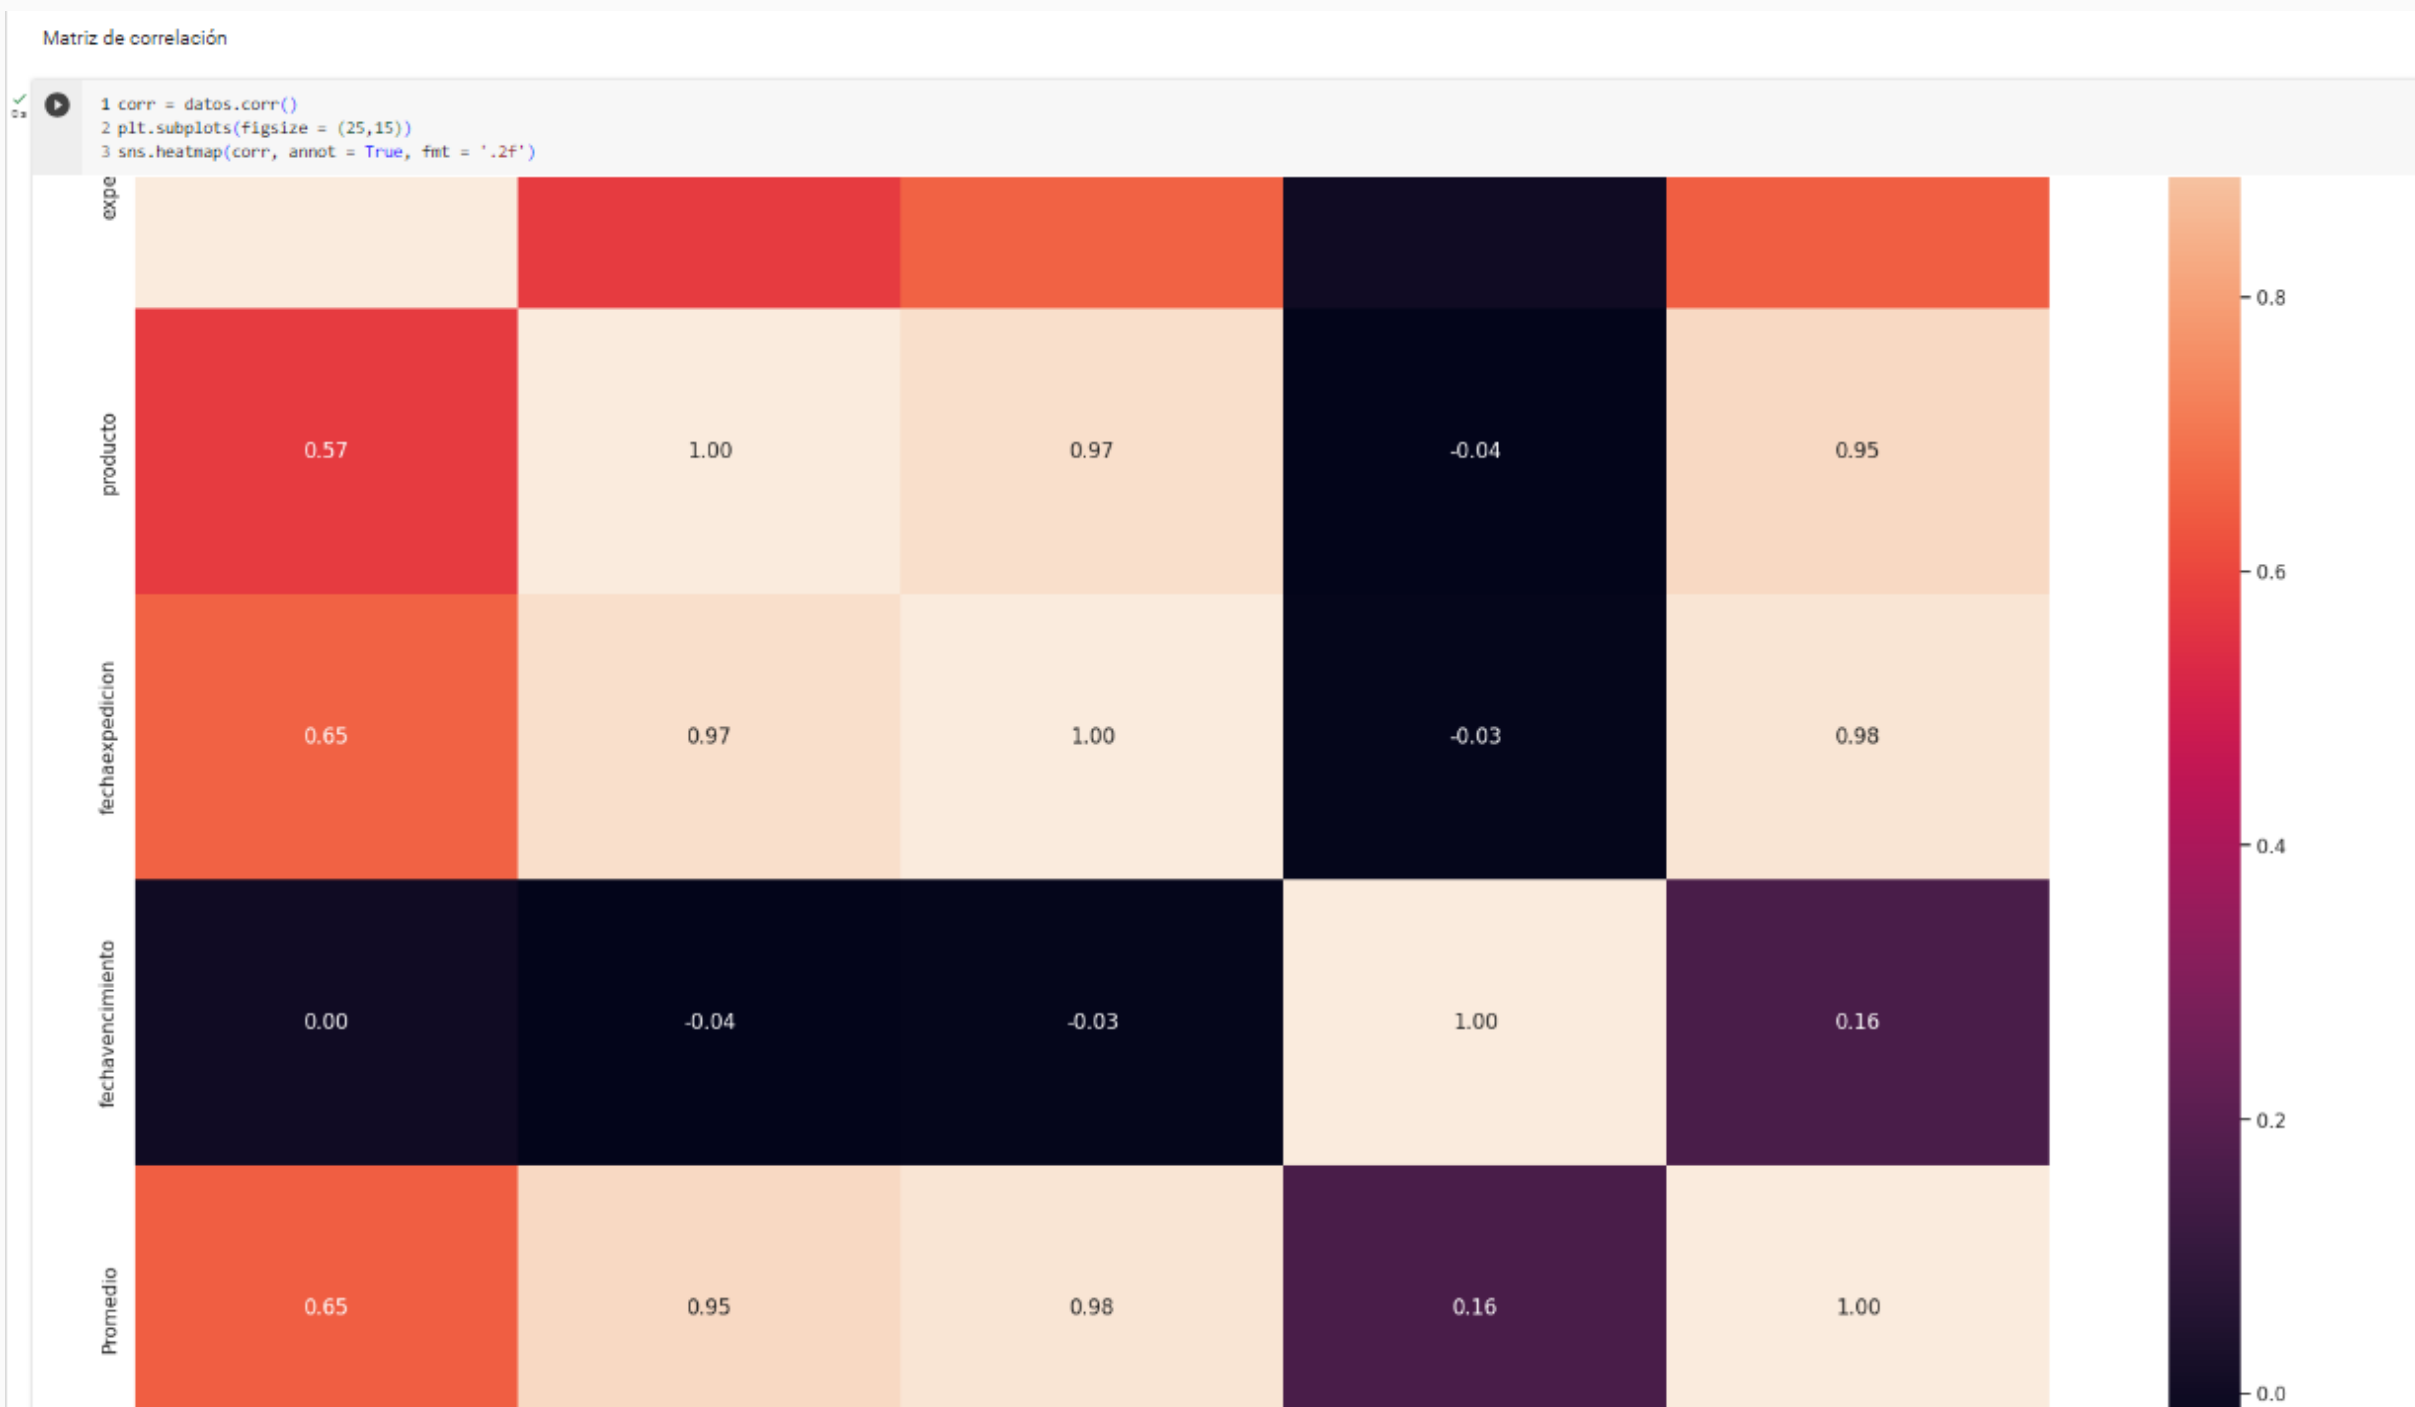 Matriz de correlación
1 corr = datos.corr()
2 plt.subplots(figsize = (25,15))
3 sns.heatmap(corr, annot = True, fmt = '.2f')
expe
0.8
producto 0.57 1.00 0.97 -0.04 0.95
0.6
fechaexpedicion 0.65 0.97 1.00 -0.03 0.98
0.4
fechavencimiento 0.00 -0.04 -0.03 1.00 0.16
0.2
Promedio 0.65 0.95 0.98 0.16 1.00
0.0